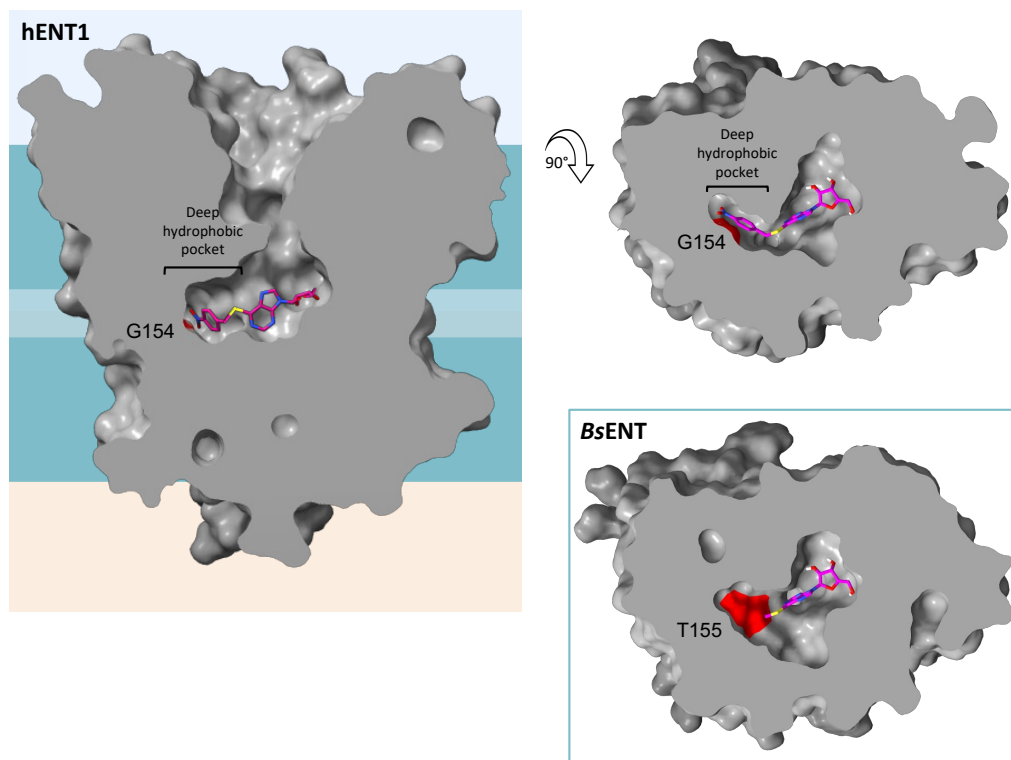 hENT1
Deep
hydrophobic
pocket
G154
90°
Deep
hydrophobic
pocket
G154
BsENT
T155